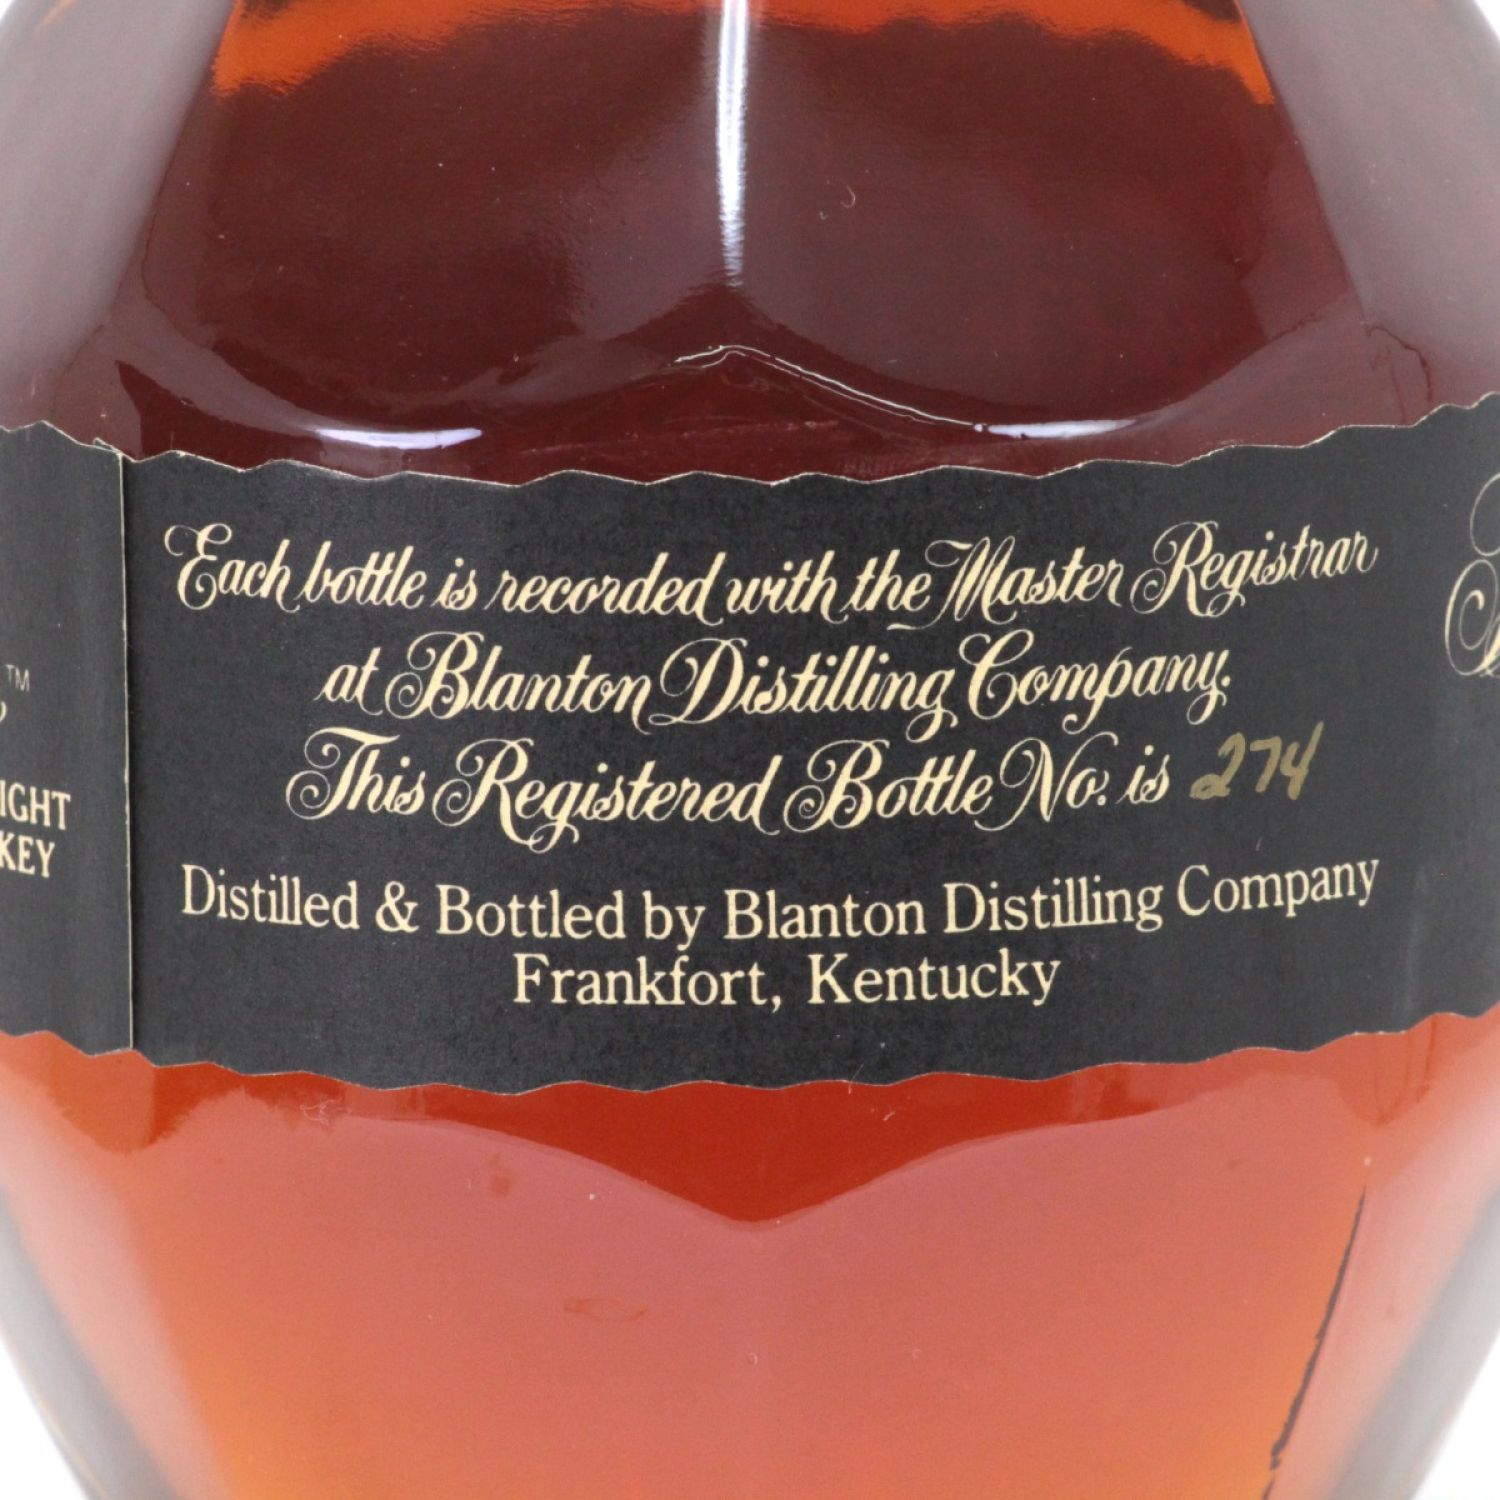 Each bottle is recorded with the Master Registrar
at Blanton Distilling Company.
This Registered Bottle No. is 274
Distilled & Bottled by Blanton Distilling Company
Frankfort, Kentucky
TM
IGHT
KEY